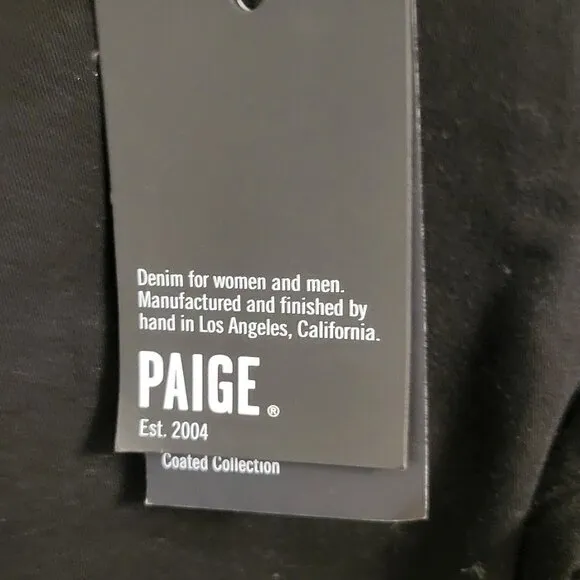 Denim for women and men.
Manufactured and finished by
hand in Los Angeles, California.
PAIGE®
Est. 2004
Coated Collection